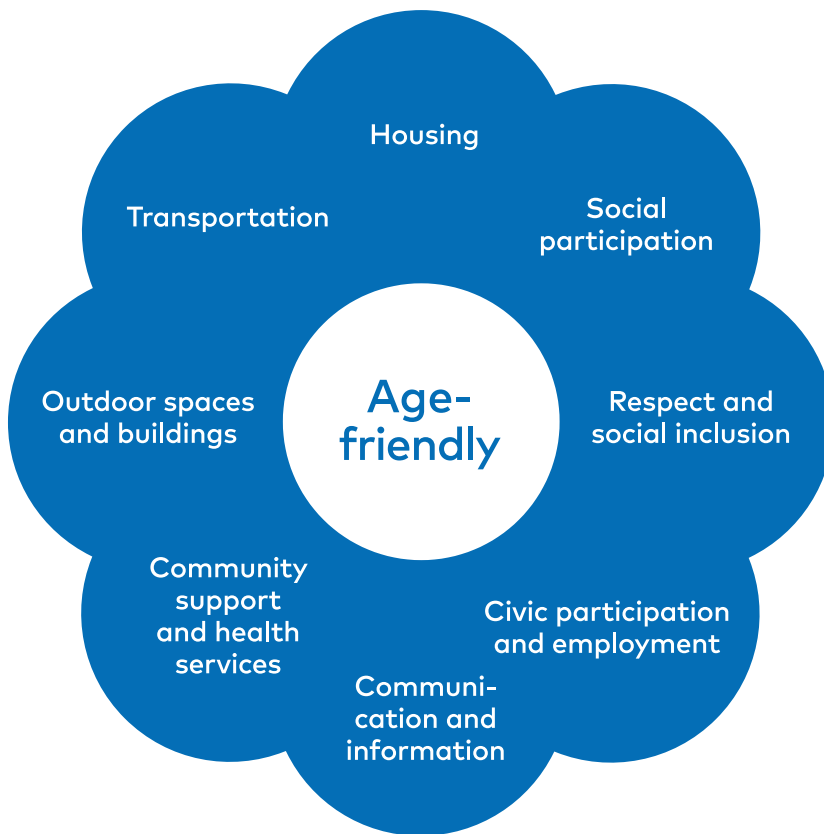 Housing
Transportation
Social
participation
Outdoor spaces
and buildings
Age-
friendly
Respect and
social inclusion
Community
support
and health
services
Civic participation
and employment
Communi-
cation and
information